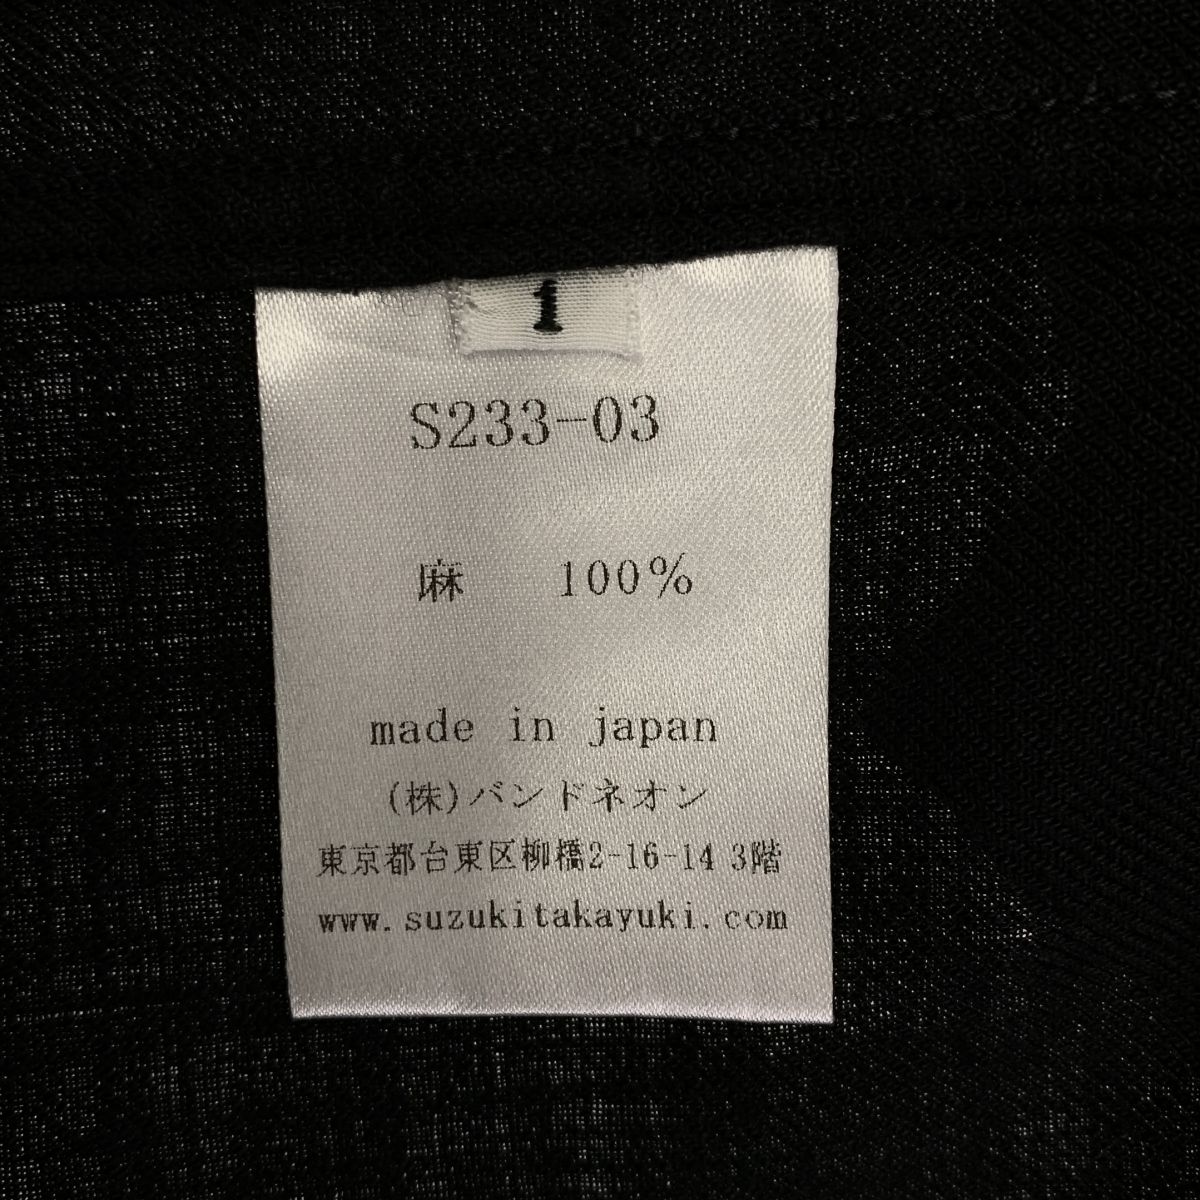 1
S233-03
麻 100%
made in japan
(株)バンドネオン
東京都台東区柳橋2-16-14 3階
www.suzukitakayuki.com